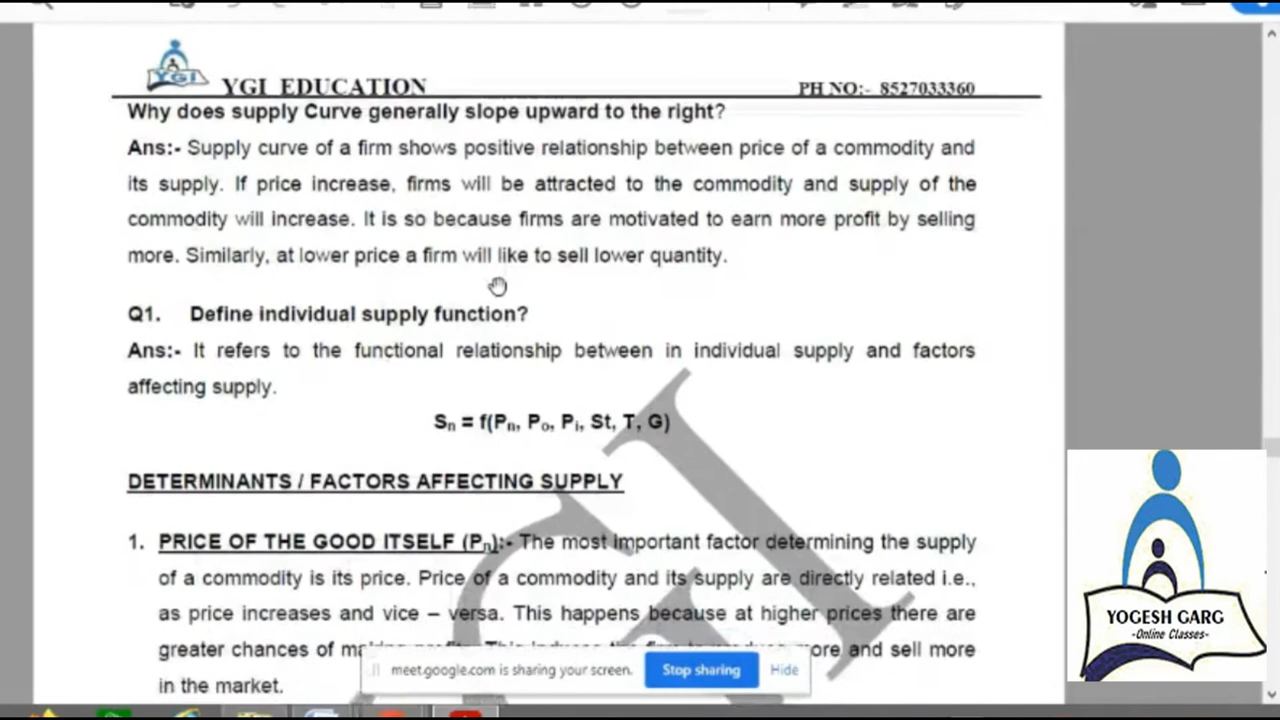 YGI
YGI EDUCATION
PH NO:- 8527033360
Why does supply Curve generally slope upward to the right?
Ans:- Supply curve of a firm shows positive relationship between price of a commodity and
its supply. If price increase, firms will be attracted to the commodity and supply of the
commodity will increase. It is so because firms are motivated to earn more profit by selling
more. Similarly, at lower price a firm will like to sell lower quantity.
Q1. Define individual supply function?
Ans:- It refers to the functional relationship between in individual supply and factors
affecting supply.
Sn = f(Pn, Po, Pi, St, T, G)
DETERMINANTS / FACTORS AFFECTING SUPPLY
1. PRICE OF THE GOOD ITSELF (Pn):- The most important factor determining the supply
of a commodity is its price. Price of a commodity and its supply are directly related i.e.,
as price increases and vice – versa. This happens because at higher prices there are
greater chances of more and sell more
in the market.
meet.google.com is sharing your screen. Stop sharing Hide
YOGESH GARG
-Online Classes-